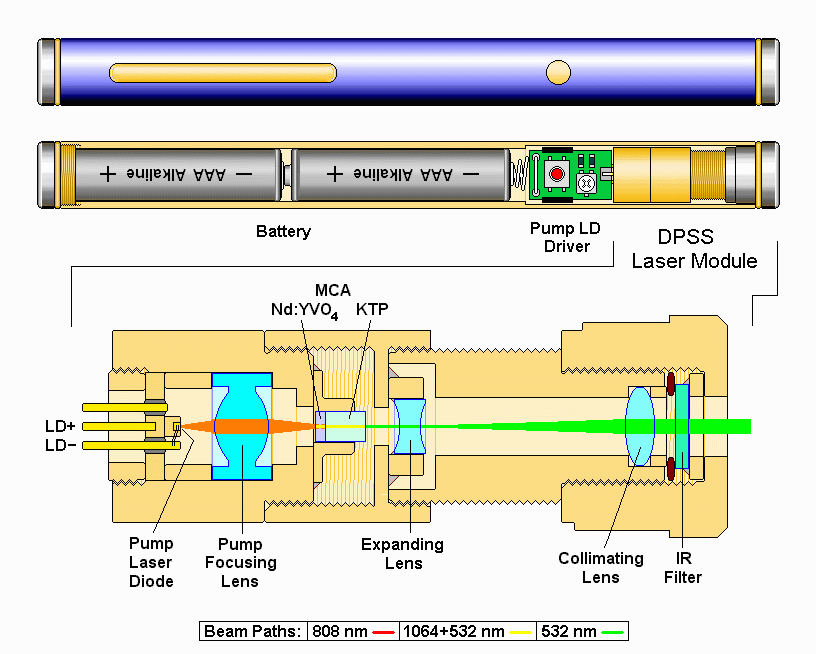 + AAA Alkaline − + AAA Alkaline −
Battery
Pump LD
Driver
DPSS
Laser Module
MCA
Nd:YVO4 KTP
LD+
LD−
Pump
Laser
Diode
Pump
Focusing
Lens
Expanding
Lens
Collimating
Lens
IR
Filter
Beam Paths: 808 nm 1064+532 nm 532 nm